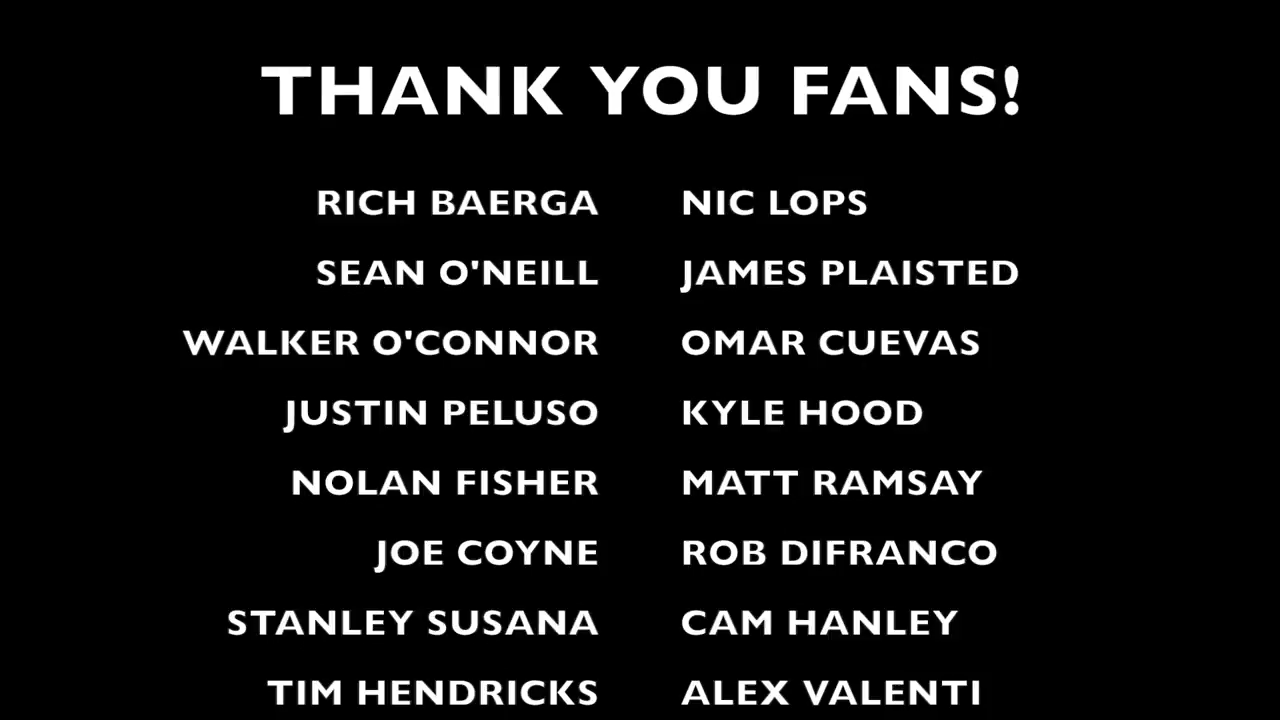 THANK YOU FANS!
RICH BAERGA NIC LOPS
SEAN O'NEILL JAMES PLAISTED
WALKER O'CONNOR OMAR CUEVAS
JUSTIN PELUSO KYLE HOOD
NOLAN FISHER MATT RAMSAY
JOE COYNE ROB DIFRANCO
STANLEY SUSANA CAM HANLEY
TIM HENDRICKS ALEX VALENTI